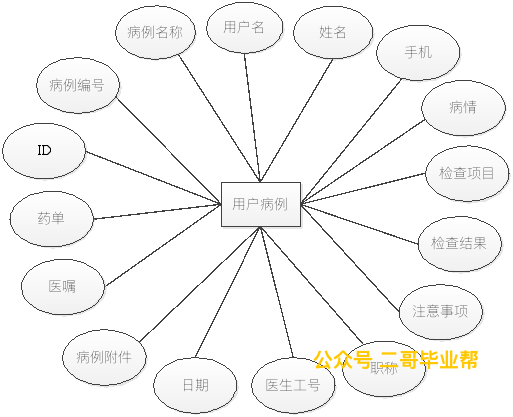 病例名称
用户名
姓名
手机
病例编号
病情
ID
检查项目
用户病例
药单
检查结果
医嘱
注意事项
公众号 二哥毕业帮
病例附件
职称
日期
医生工号